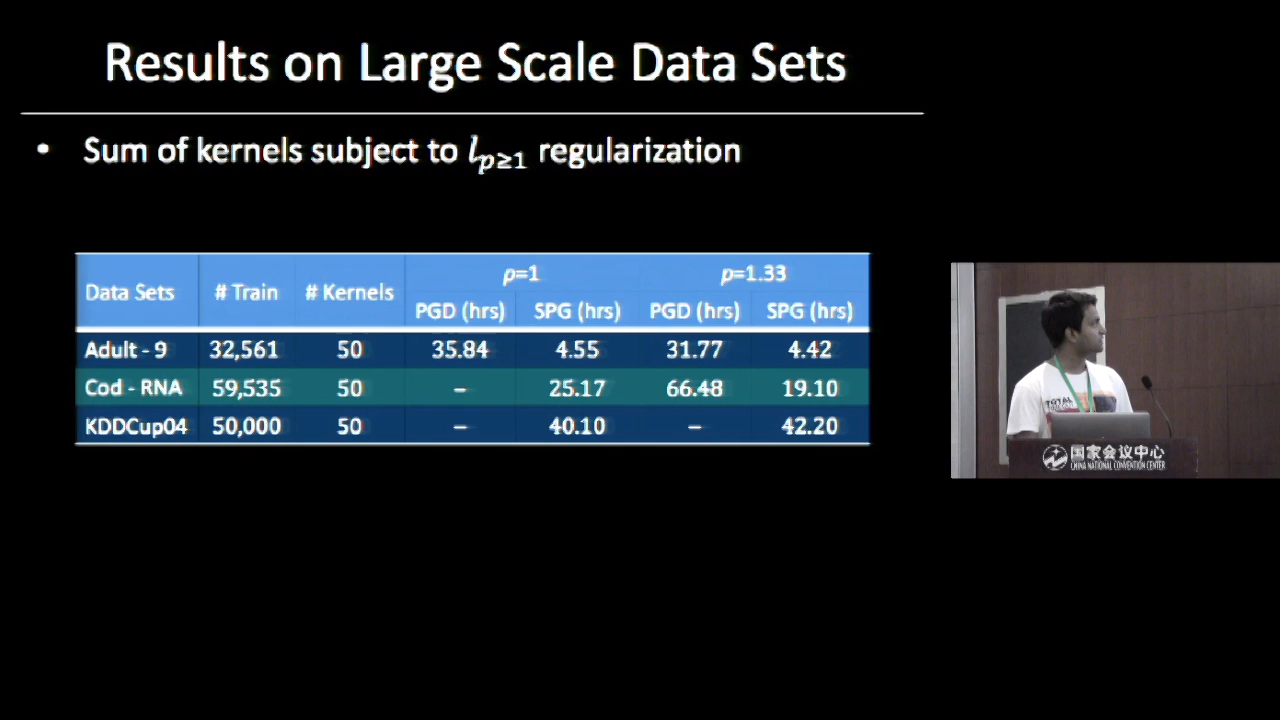 Results on Large Scale Data Sets
• Sum of kernels subject to l_{p≥1} regularization
Data Sets # Train # Kernels p=1 p=1.33
PGD (hrs) SPG (hrs) PGD (hrs) SPG (hrs)
Adult - 9 32,561 50 35.84 4.55 31.77 4.42
Cod - RNA 59,535 50 – 25.17 66.48 19.10
KDDCup04 50,000 50 – 40.10 – 42.20
TOTAL
国家会议中心
CHINA NATIONAL CONVENTION CENTER